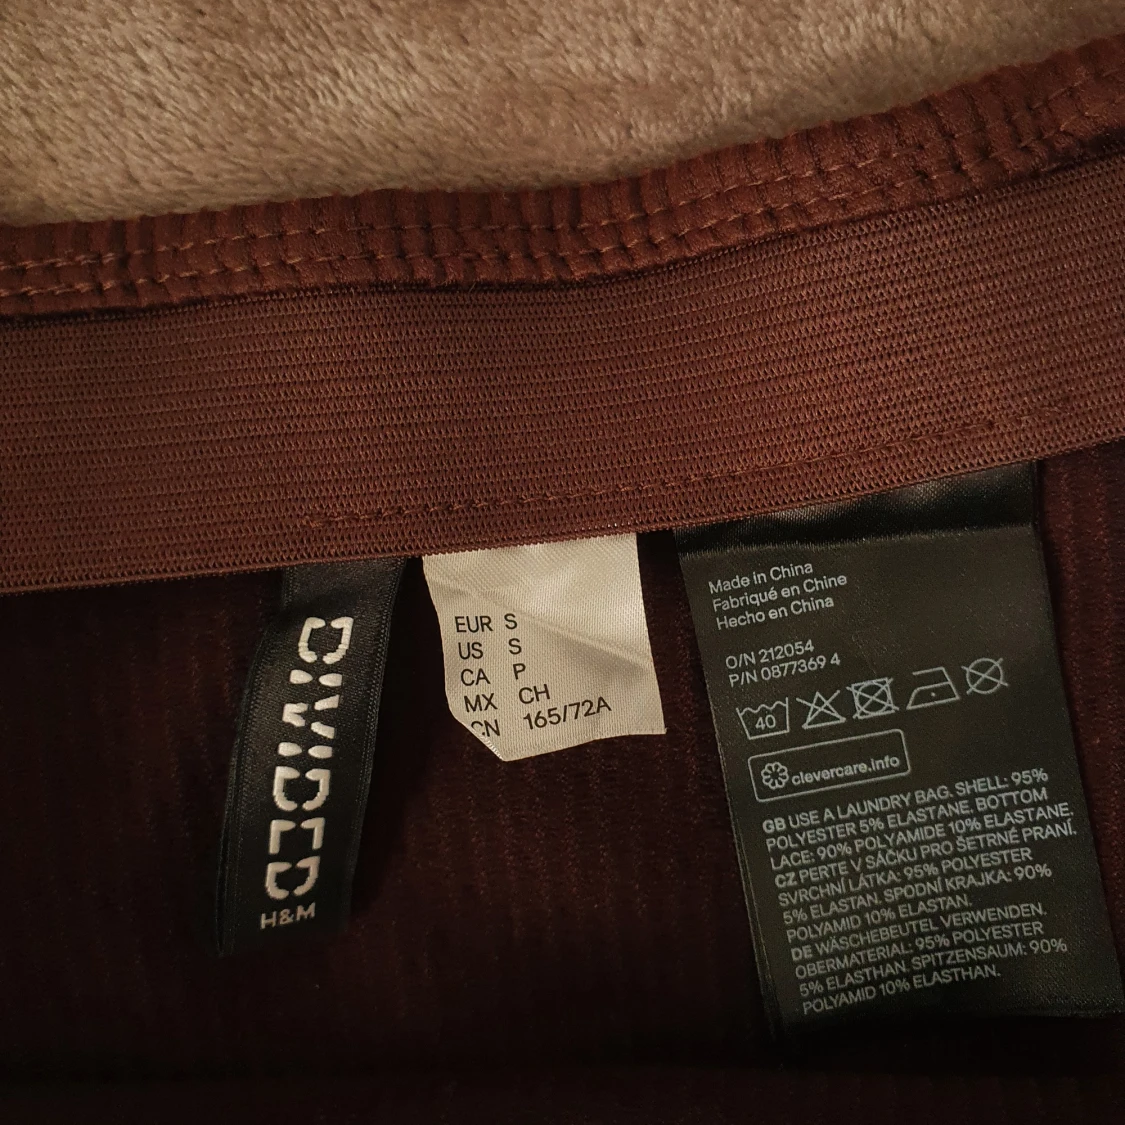 DIVIDED
H&M
EUR S
US S
CA P
MX CH
CN 165/72A
Made in China
Fabriqué en Chine
Hecho en China
O/N 212054
P/N 0877369 4
40
clevercare.info
GB USE A LAUNDRY BAG. SHELL: 95%
POLYESTER 5% ELASTANE. BOTTOM
LACE: 90% POLYAMIDE 10% ELASTANE.
CZ PERTE V SÁČKU PRO ŠETRNÉ PRANÍ.
SVRCHNÍ LÁTKA: 95% POLYESTER
5% ELASTAN. SPODNÍ KRAJKA: 90%
POLYAMID 10% ELASTAN.
DE WÄSCHEBEUTEL VERWENDEN.
OBERMATERIAL: 95% POLYESTER
5% ELASTHAN. SPITZENSAUM: 90%
POLYAMID 10% ELASTHAN.